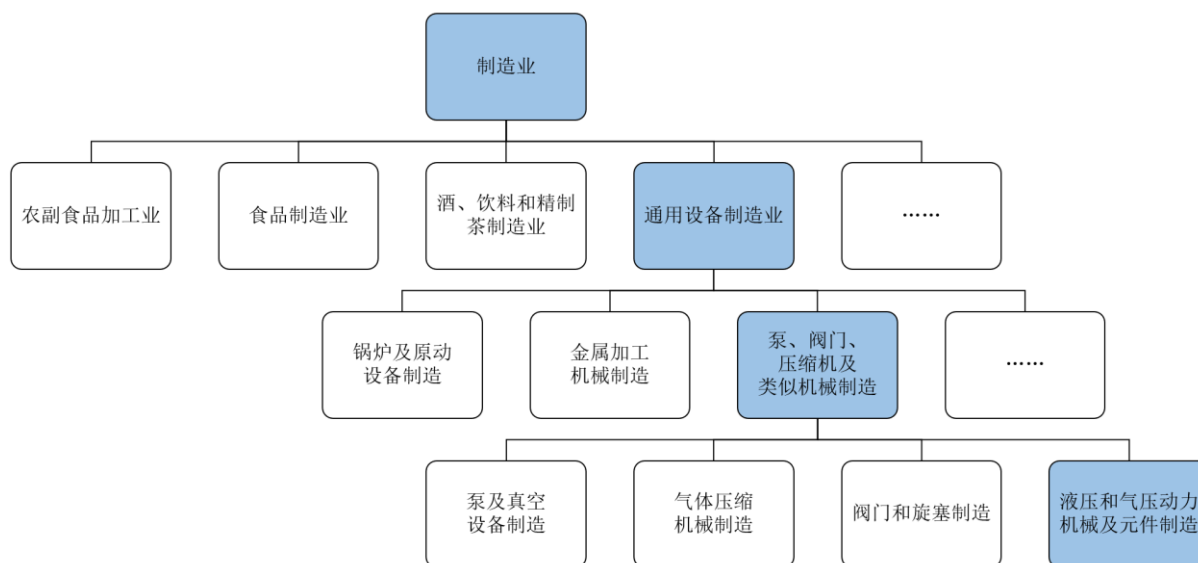 制造业
农副食品加工业
食品制造业
酒、饮料和精制
茶制造业
通用设备制造业
……
锅炉及原动
设备制造
金属加工
机械制造
泵、阀门、
压缩机及
类似机械制造
……
泵及真空
设备制造
气体压缩
机械制造
阀门和旋塞制造
液压和气压动力
机械及元件制造